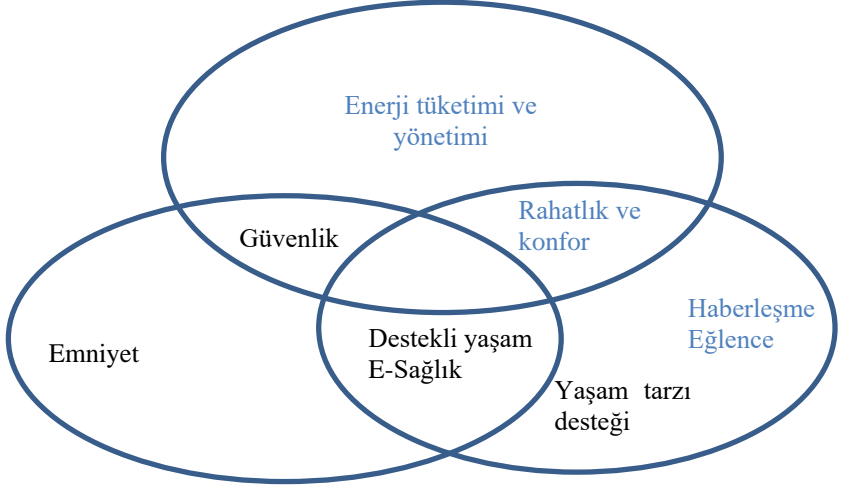 Enerji tüketimi ve
yönetimi
Rahatlık ve
konfor
Güvenlik
Haberleşme
Eğlence
Destekli yaşam
E-Sağlık
Emniyet
Yaşam tarzı
desteği